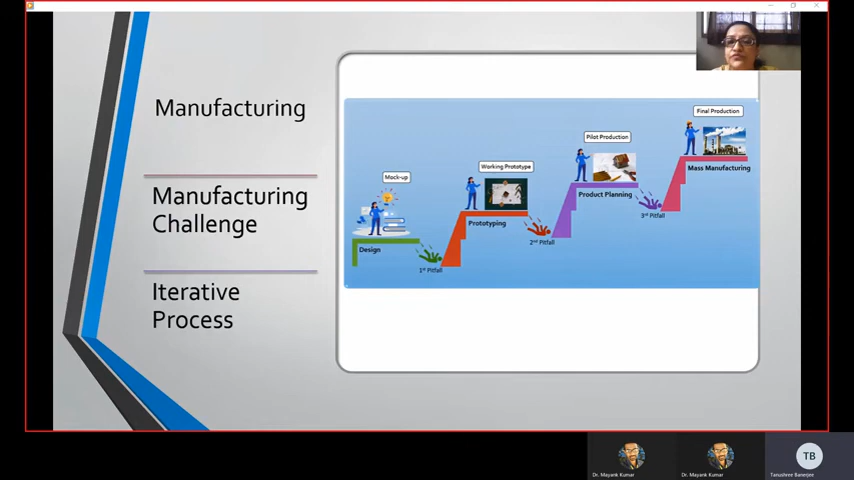 Manufacturing
Manufacturing
Challenge
Iterative
Process
Mock-up
Design
1st Pitfall
Working Prototype
Prototyping
2nd Pitfall
Pilot Production
Product Planning
3rd Pitfall
Final Production
Mass Manufacturing
Dr. Mayank Kumar
Dr. Mayank Kumar
TB
Tanushree Banerjee